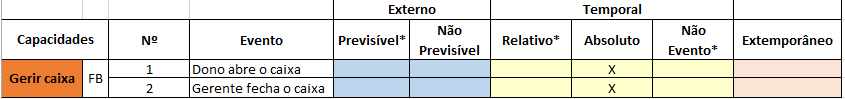 Externo Temporal
Capacidades Nº Evento Previsível* Não Previsível Relativo* Absoluto Não Evento* Extemporâneo
Gerir caixa FB 1 Dono abre o caixa X
2 Gerente fecha o caixa X